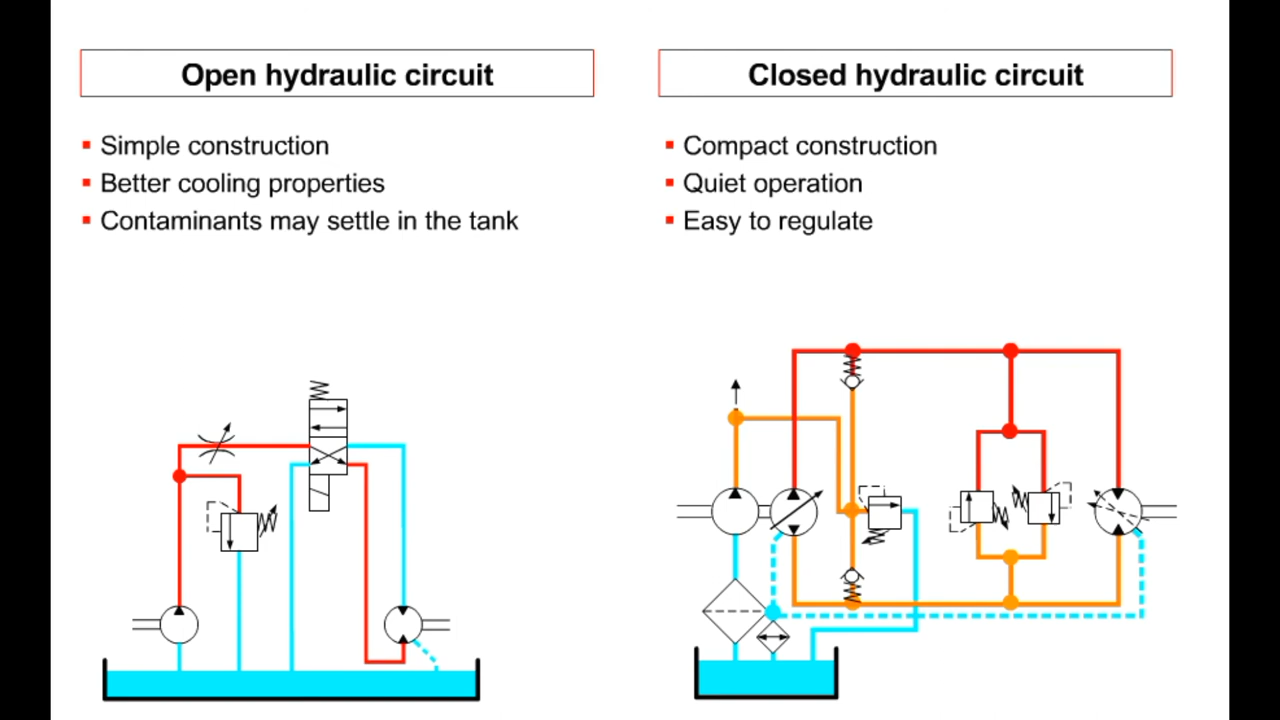 Open hydraulic circuit
Simple construction
Better cooling properties
Contaminants may settle in the tank
Closed hydraulic circuit
Compact construction
Quiet operation
Easy to regulate